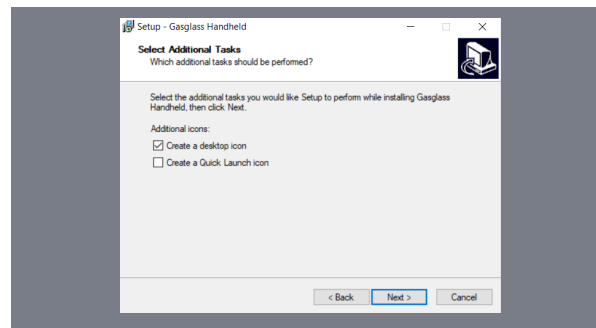 Setup - Gasglass Handheld
Select Additional Tasks
Which additional tasks should be performed?
Select the additional tasks you would like Setup to perform while installing Gasglass
Handheld, then click Next.
Additional icons:
Create a desktop icon
Create a Quick Launch icon
< Back Next > Cancel